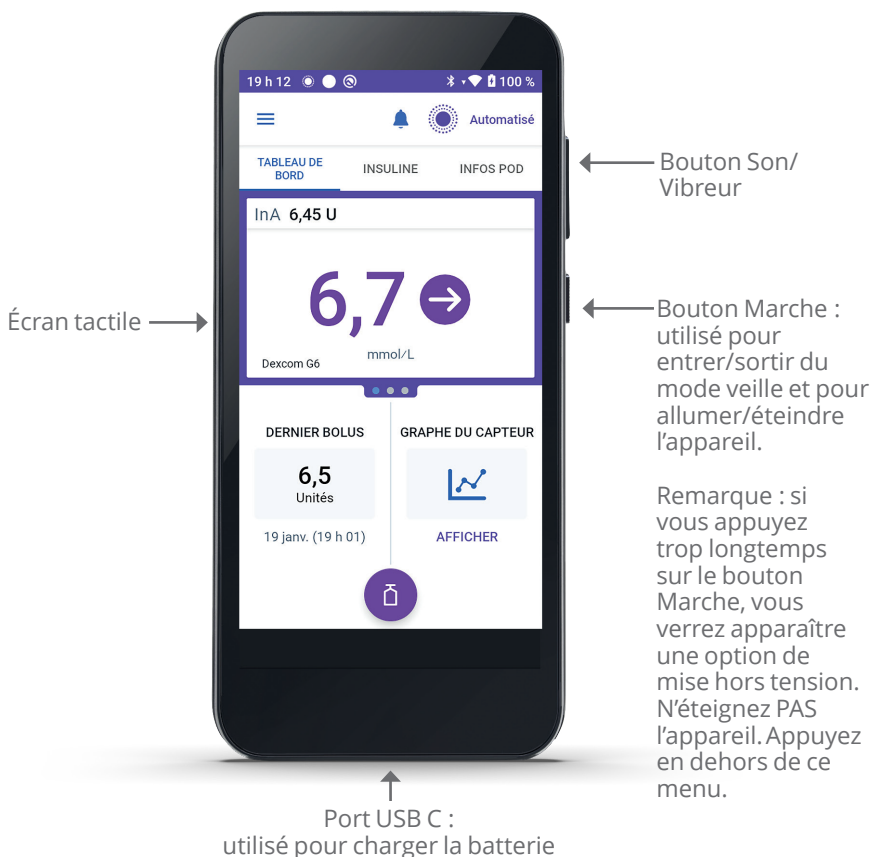 19 h 12 100 %
Automatisé
TABLEAU DE
BORD
INSULINE
INFOS POD
InA 6,45 U
6,7
mmol/L
Dexcom G6
DERNIER BOLUS
6,5
Unités
19 janv. (19 h 01)
GRAPHE DU CAPTEUR
AFFICHER
Écran tactile
Bouton Son/
Vibreur
Bouton Marche :
utilisé pour
entrer/sortir du
mode veille et pour
allumer/éteindre
l’appareil.
Remarque : si
vous appuyez
trop longtemps
sur le bouton
Marche, vous
verrez apparaître
une option de
mise hors tension.
N’éteignez PAS
l’appareil. Appuyez
en dehors de ce
menu.
Port USB C :
utilisé pour charger la batterie